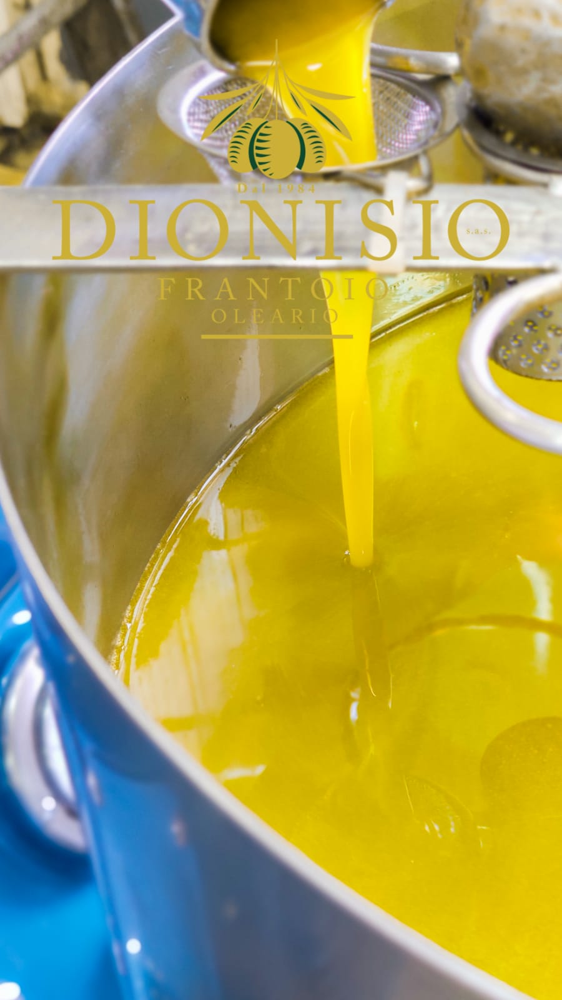 Dal 1984
DIONISIO
s.a.s.
FRANTOIO
OLEARIO